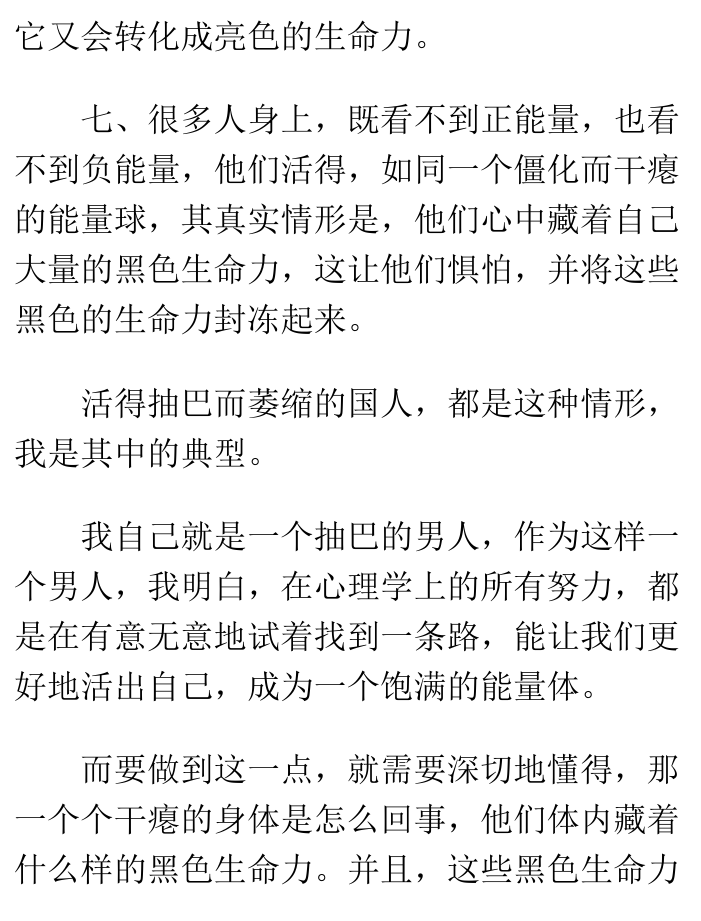 它又会转化成亮色的生命力。
七、很多人身上，既看不到正能量，也看
不到负能量，他们活得，如同一个僵化而干瘪
的能量球，其真实情形是，他们心中藏着自己
大量的黑色生命力，这让他们惧怕，并将这些
黑色的生命力封冻起来。
活得抽巴而萎缩的国人，都是这种情形，
我是其中的典型。
我自己就是一个抽巴的男人，作为这样一
个男人，我明白，在心理学上的所有努力，都
是在有意无意地试着找到一条路，能让我们更
好地活出自己，成为一个饱满的能量体。
而要做到这一点，就需要深切地懂得，那
一个个干瘪的身体是怎么回事，他们体内藏着
什么样的黑色生命力。并且，这些黑色生命力